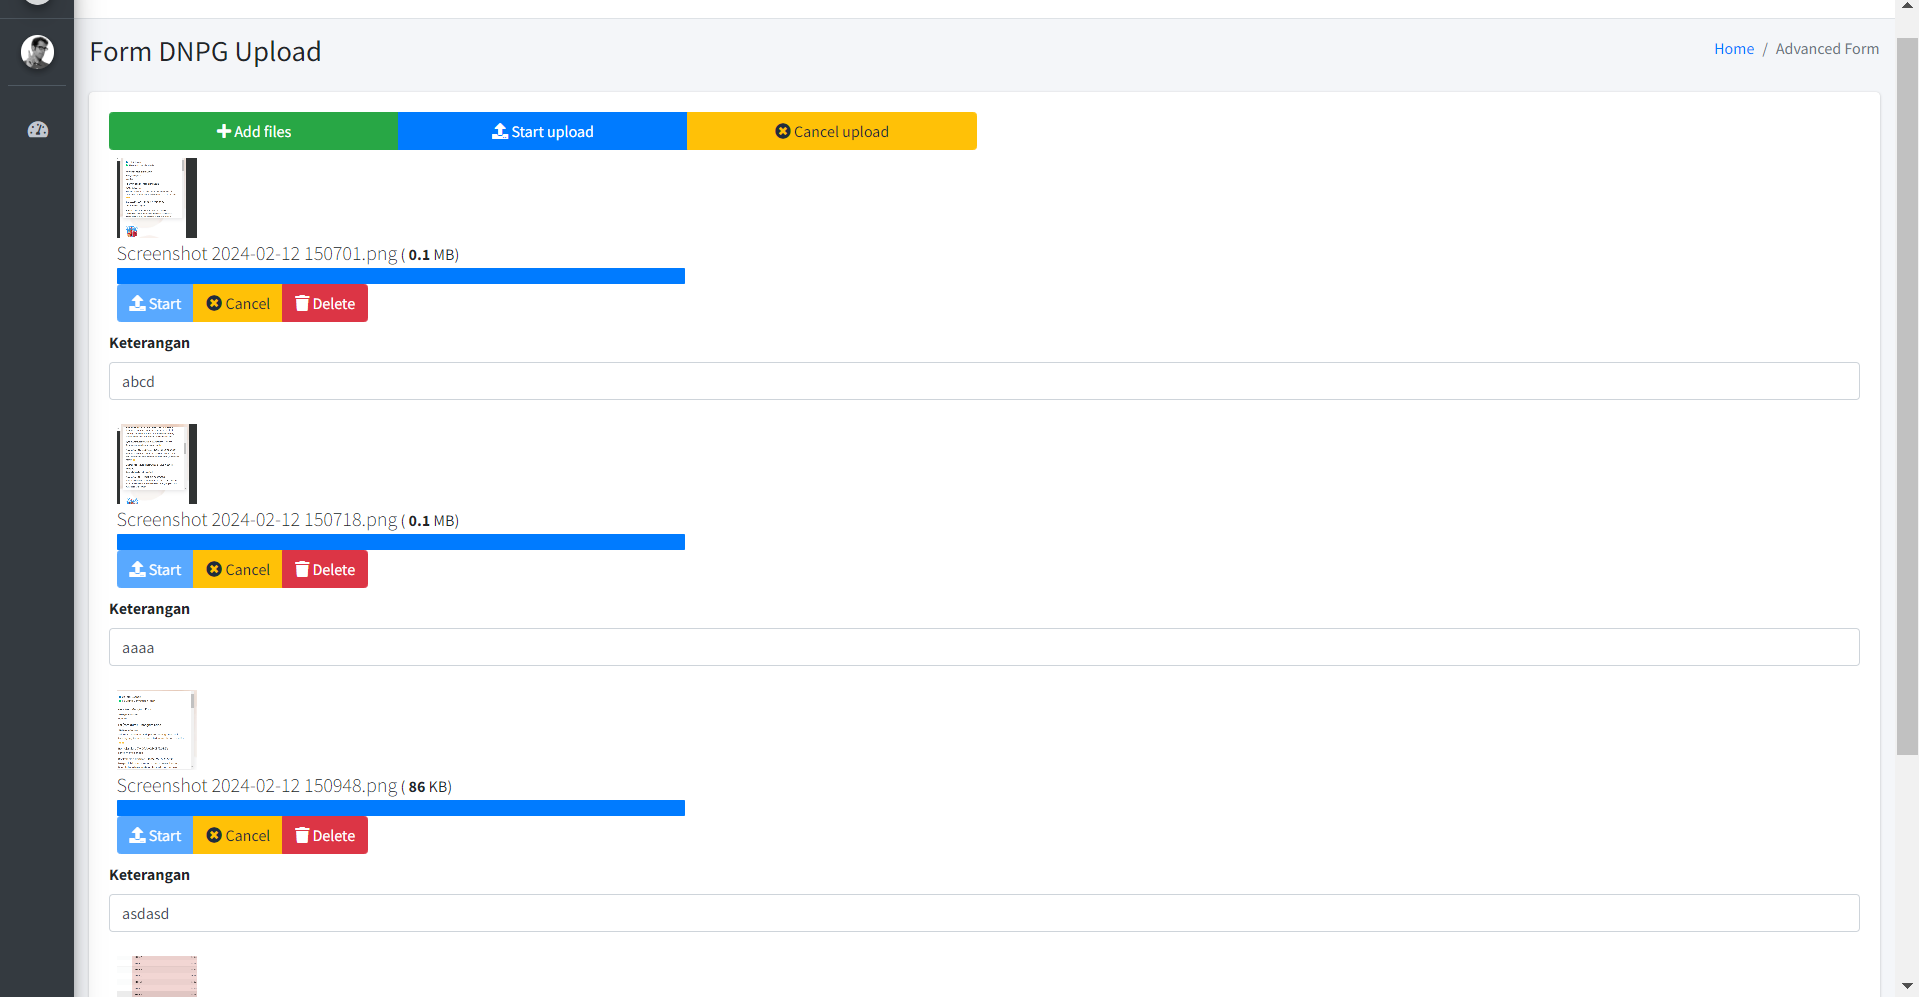 Form DNPG Upload
Home / Advanced Form
Add files
Start upload
Cancel upload
Screenshot 2024-02-12 150701.png ( 0.1 MB)
Start
Cancel
Delete
Keterangan
abcd
Screenshot 2024-02-12 150718.png ( 0.1 MB)
Start
Cancel
Delete
Keterangan
aaaa
Screenshot 2024-02-12 150948.png ( 86 KB)
Start
Cancel
Delete
Keterangan
asdasd